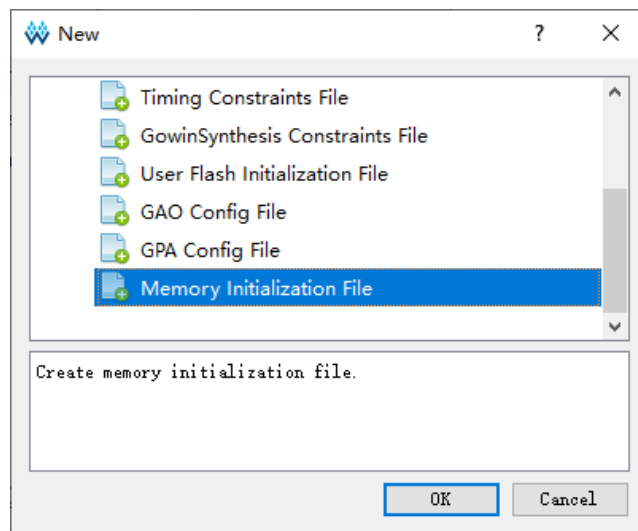 New
?
Timing Constraints File
GowinSynthesis Constraints File
User Flash Initialization File
GAO Config File
GPA Config File
Memory Initialization File
Create memory initialization file.
OK Cancel